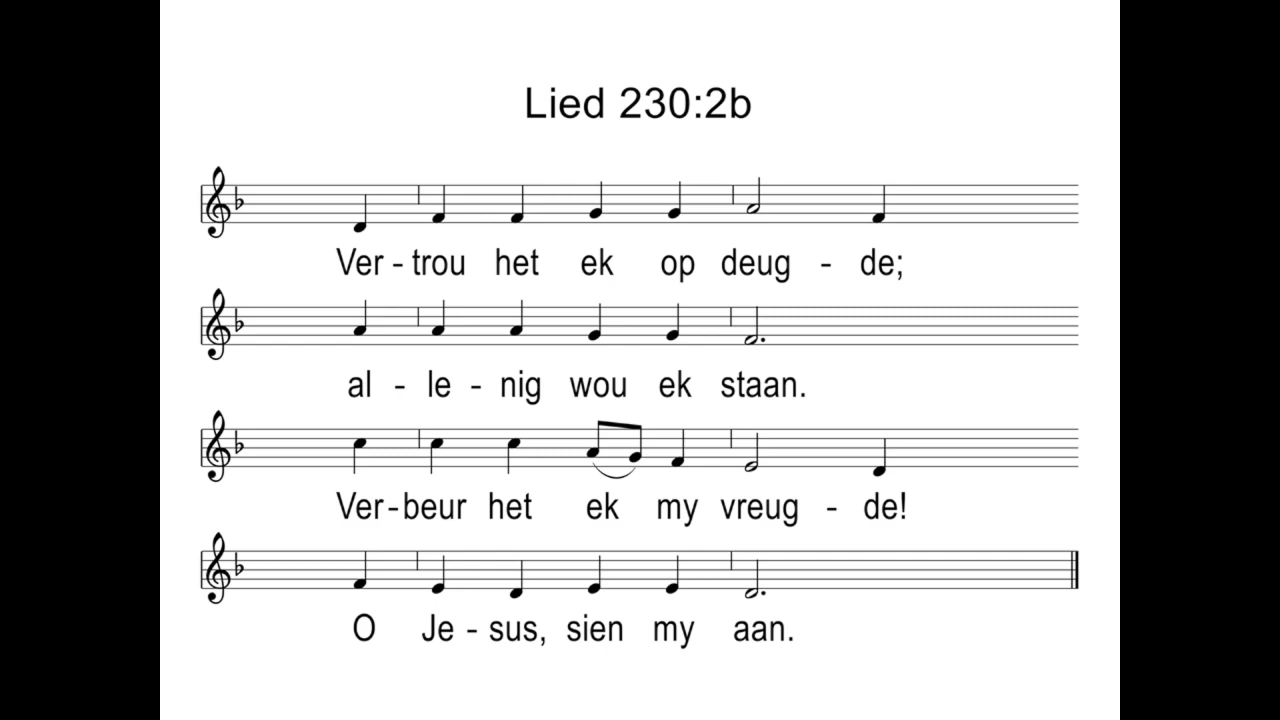 Lied 230:2b
Ver - trou het ek op deug - de;
al - le - nig wou ek staan.
Ver - beur het ek my vreug - de!
O Je - sus, sien my aan.